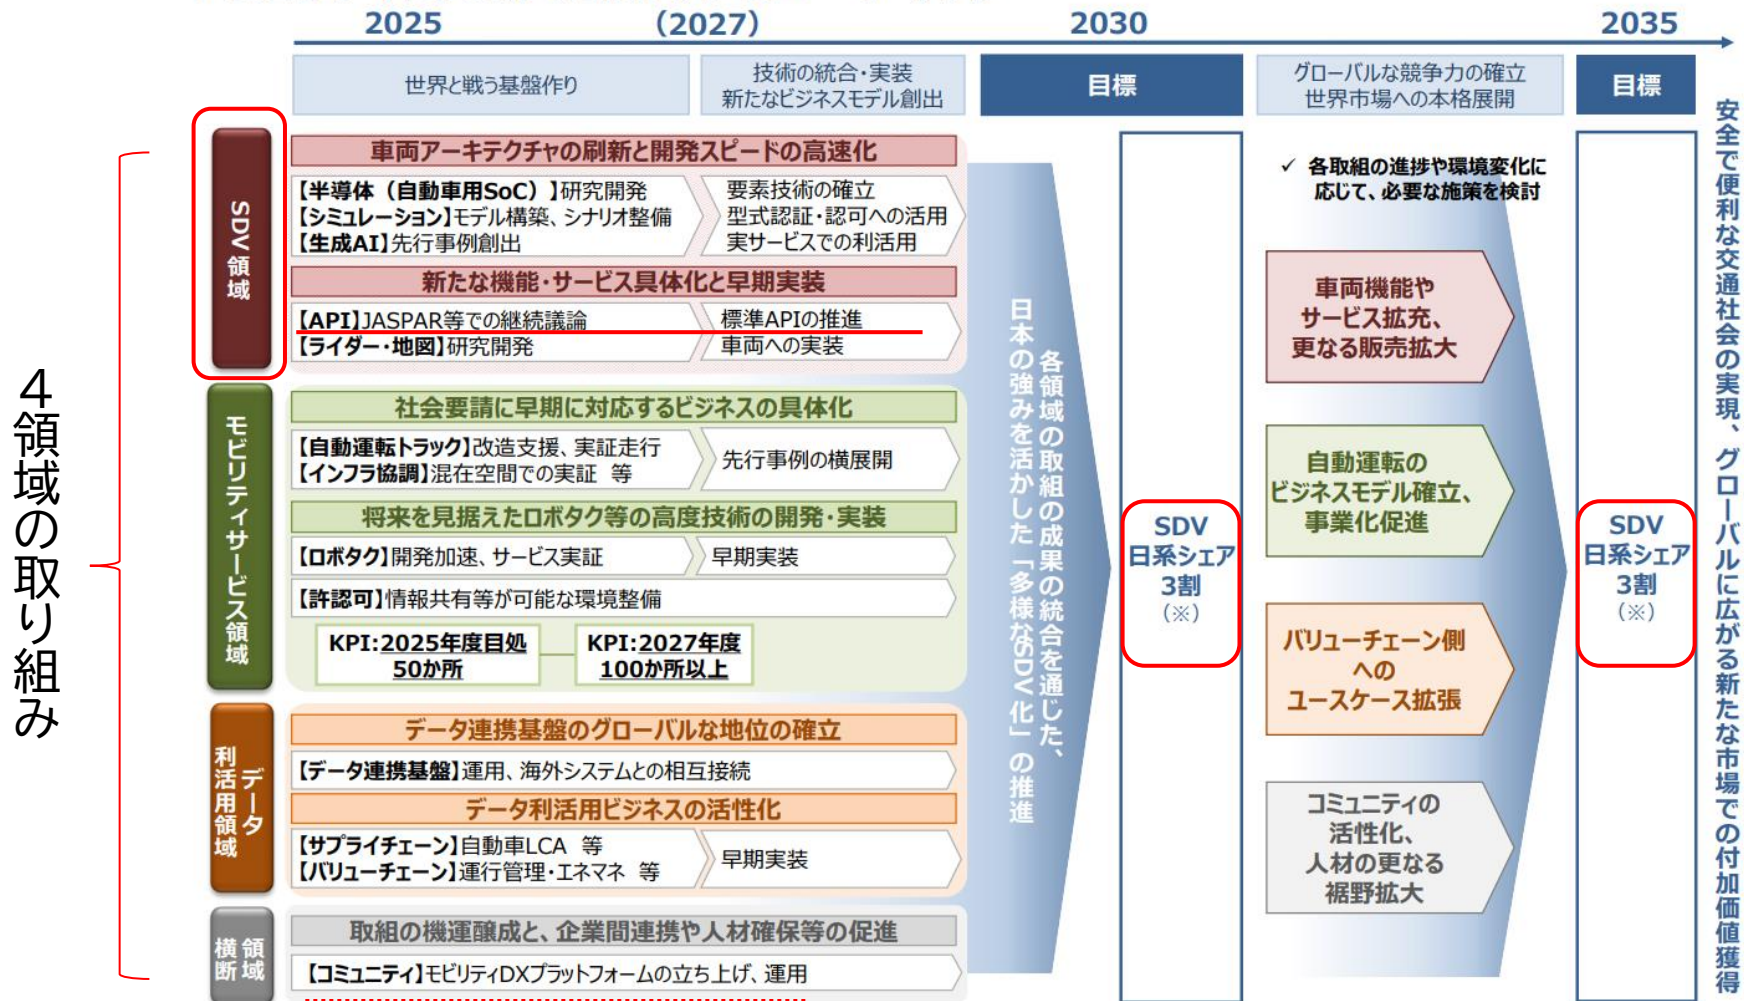 2025
(2027)
2030
2035
世界と戦う基盤作り
技術の統合・実装
新たなビジネスモデル創出
目標
グローバルな競争力の確立
世界市場への本格展開
目標
4領域の取り組み
SDV領域
車両アーキテクチャの刷新と開発スピードの高速化
【半導体（自動車用SoC）】研究開発
【シミュレーション】モデル構築、シナリオ整備
【生成AI】先行事例創出
要素技術の確立
型式認証・認可への活用
実サービスでの利活用
新たな機能・サービス具体化と早期実装
【API】JASPAR等での継続議論
【ライダー・地図】研究開発
標準APIの推進
車両への実装
モビリティサービス領域
社会要請に早期に対応するビジネスの具体化
【自動運転トラック】改造支援、実証走行
【インフラ協調】混在空間での実証 等
先行事例の横展開
将来を見据えたロボタク等の高度技術の開発・実装
【ロボタク】開発加速、サービス実証
早期実装
【許認可】情報共有等が可能な環境整備
KPI:2025年度目処
50か所
KPI:2027年度
100か所以上
データ
利活用領域
データ連携基盤のグローバルな地位の確立
【データ連携基盤】運用、海外システムとの相互接続
データ利活用ビジネスの活性化
【サプライチェーン】自動車LCA 等
【バリューチェーン】運行管理・エネマネ 等
早期実装
領域
横断
取組の機運醸成と、企業間連携や人材確保等の促進
【コミュニティ】モビリティDXプラットフォームの立ち上げ、運用
各領域の取組の成果の統合を通じた、
日本の強みを活かした「多様なSDV化」の推進
SDV
日系シェア
3割
（※）
✓ 各取組の進捗や環境変化に
応じて、必要な施策を検討
車両機能や
サービス拡充、
更なる販売拡大
自動運転の
ビジネスモデル確立、
事業化促進
バリューチェーン側
への
ユースケース拡張
コミュニティの
活性化、
人材の更なる
裾野拡大
SDV
日系シェア
3割
（※）
安全で便利な交通社会の実現、グローバルに広がる新たな市場での付加価値獲得